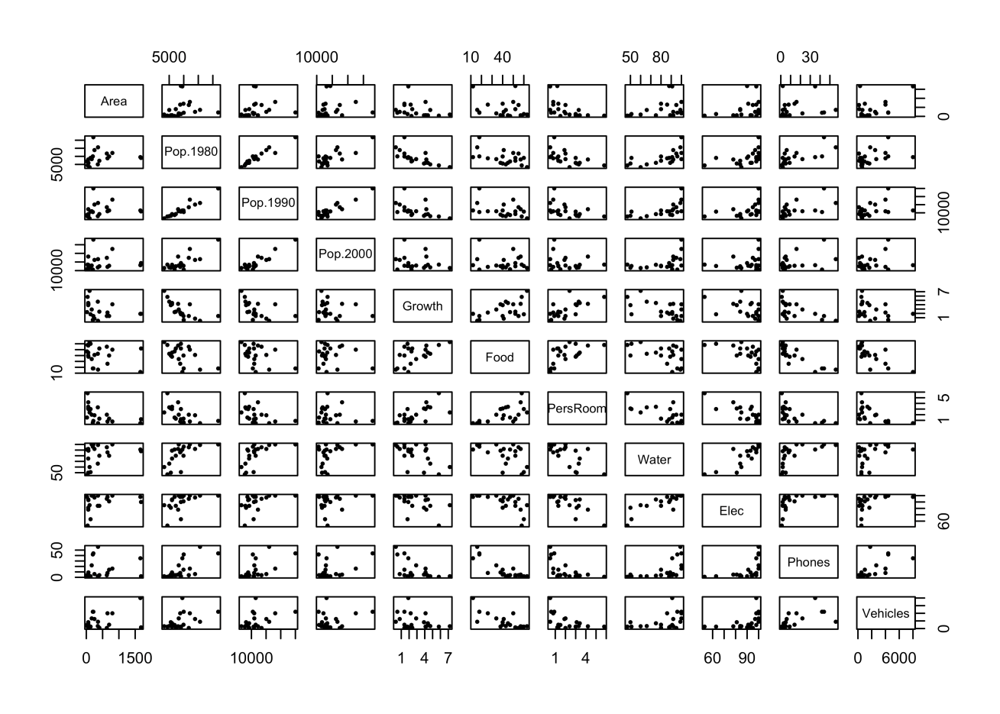 5000 10000 10 40 50 80 0 30
Area 0
5000 Pop.1980
Pop.1990 10000
10000 Pop.2000
Growth 1 7
10 Food
PersRoom 1 5
50 Water
Elec 60
0 50 Phones
Vehicles 0
0 1500 10000 1 4 7 1 4 60 90 0 6000